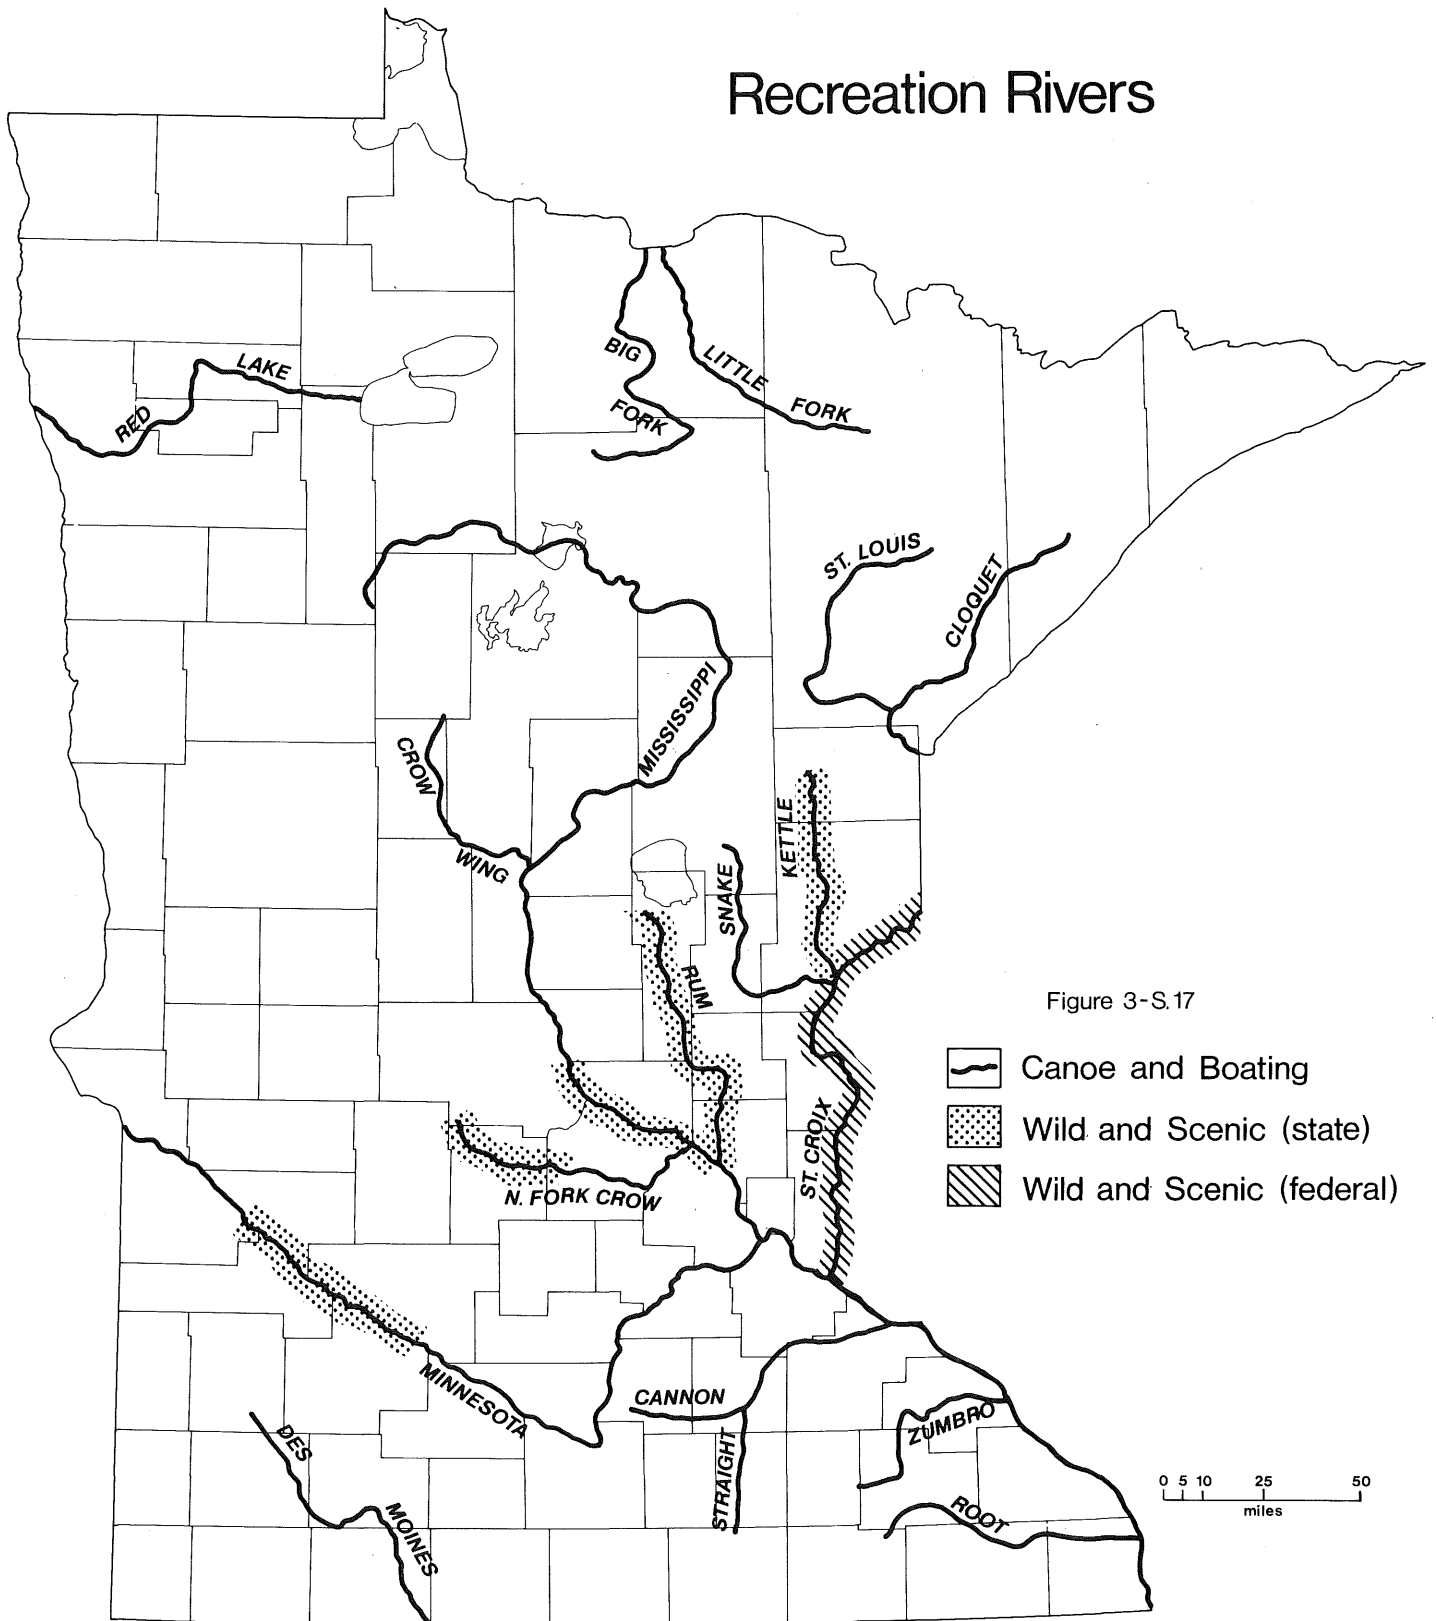 Recreation Rivers
RED
LAKE
BIG
FORK
LITTLE
FORK
ST. LOUIS
CLOQUET
MISSISSIPPI
CROW
WING
KETTLE
SNAKE
RUM
Figure 3-S.17
Canoe and Boating
Wild and Scenic (state)
Wild and Scenic (federal)
ST. CROIX
N. FORK CROW
MINNESOTA
CANNON
STRAIGHT
ZUMBRO
ROOT
DES
MOINES
0 5 10 25 50
miles